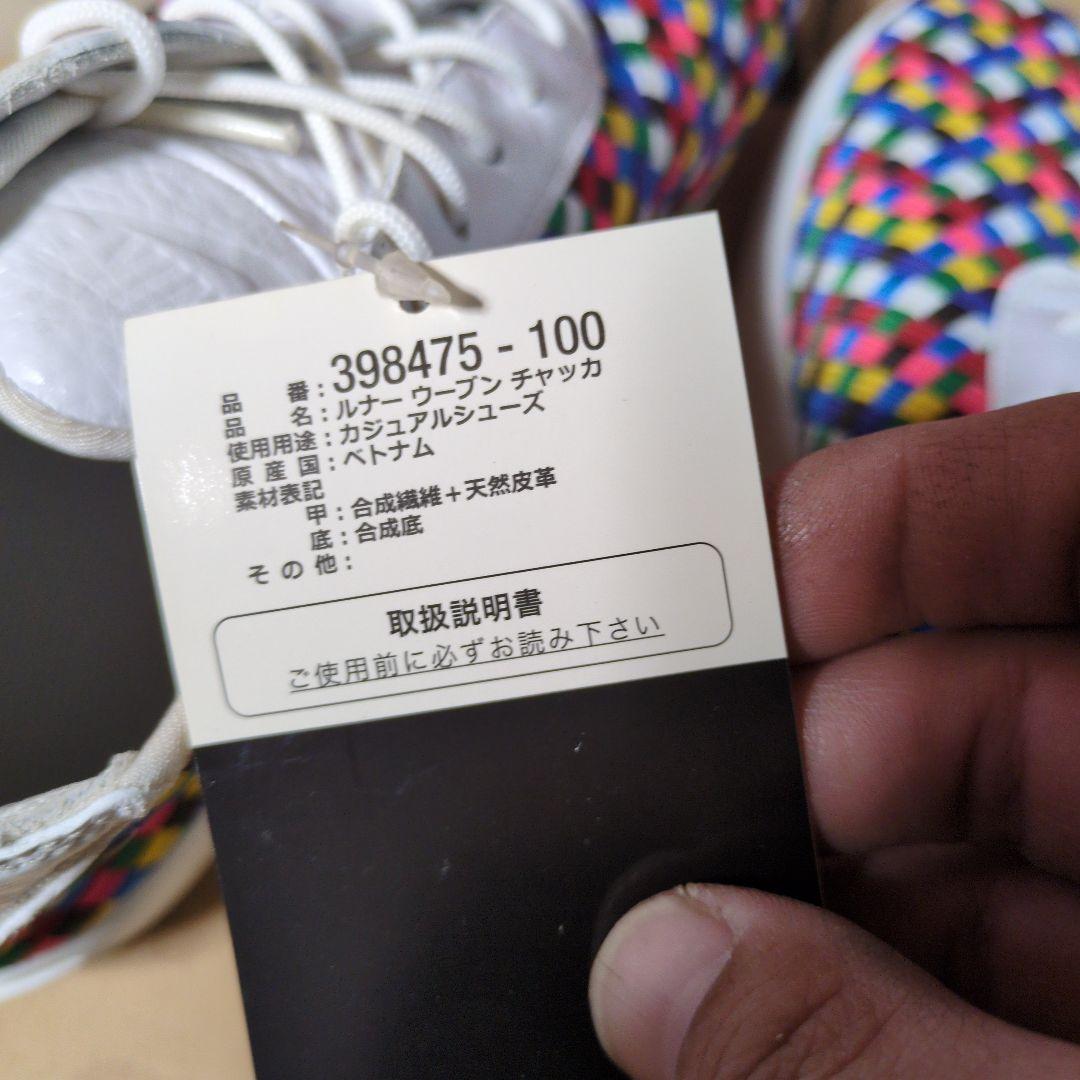 品 番:398475 - 100
品 名:ルナー ウーブン チャッカ
使用用途:カジュアルシューズ
原 産 国:ベトナム
素材表記
甲:合成繊維+天然皮革
底:合成底
そ の 他:
取扱説明書
ご使用前に必ずお読み下さい